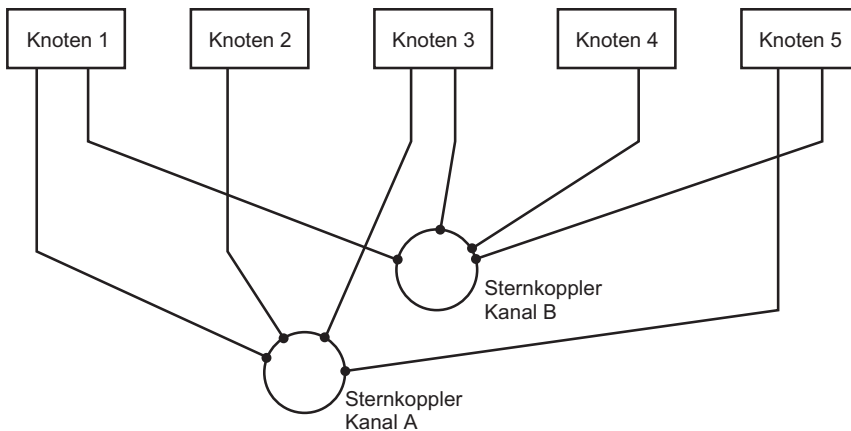 Knoten 1
Knoten 2
Knoten 3
Knoten 4
Knoten 5
Sternkoppler
Kanal B
Sternkoppler
Kanal A